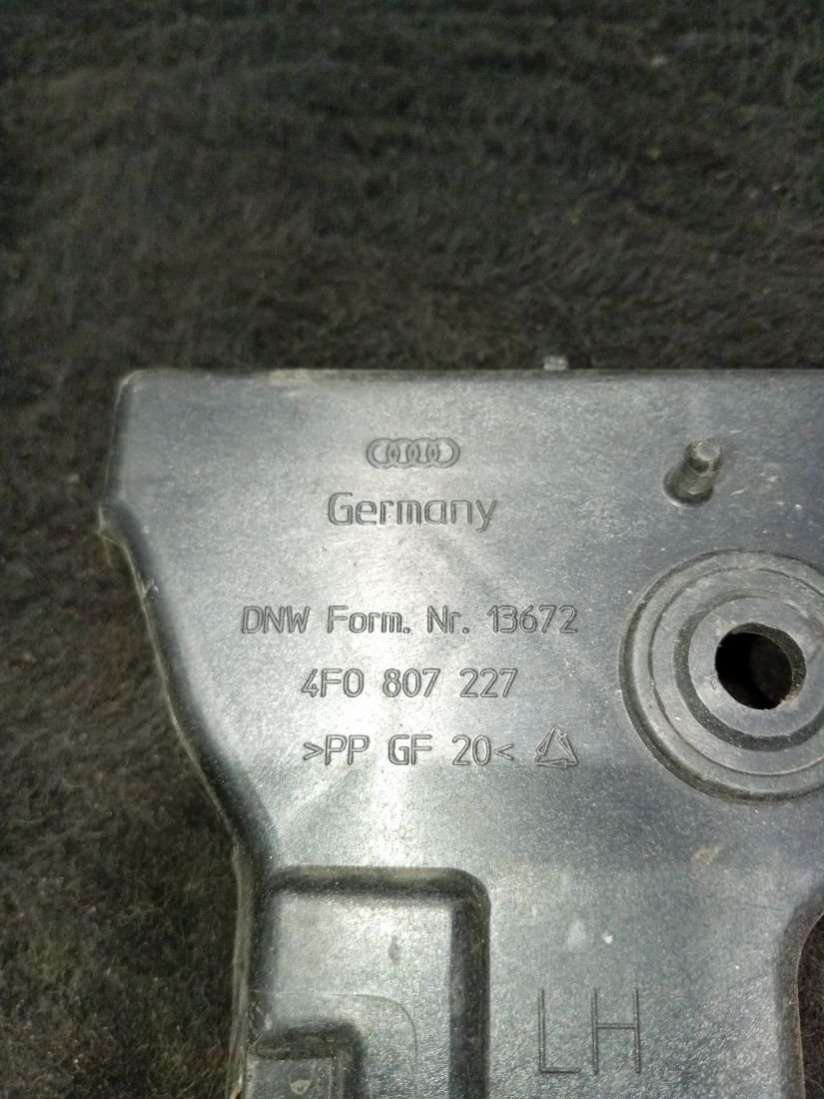 Germany
DNW Form. Nr. 13672
4F0 807 227
>PP GF 20<
LH